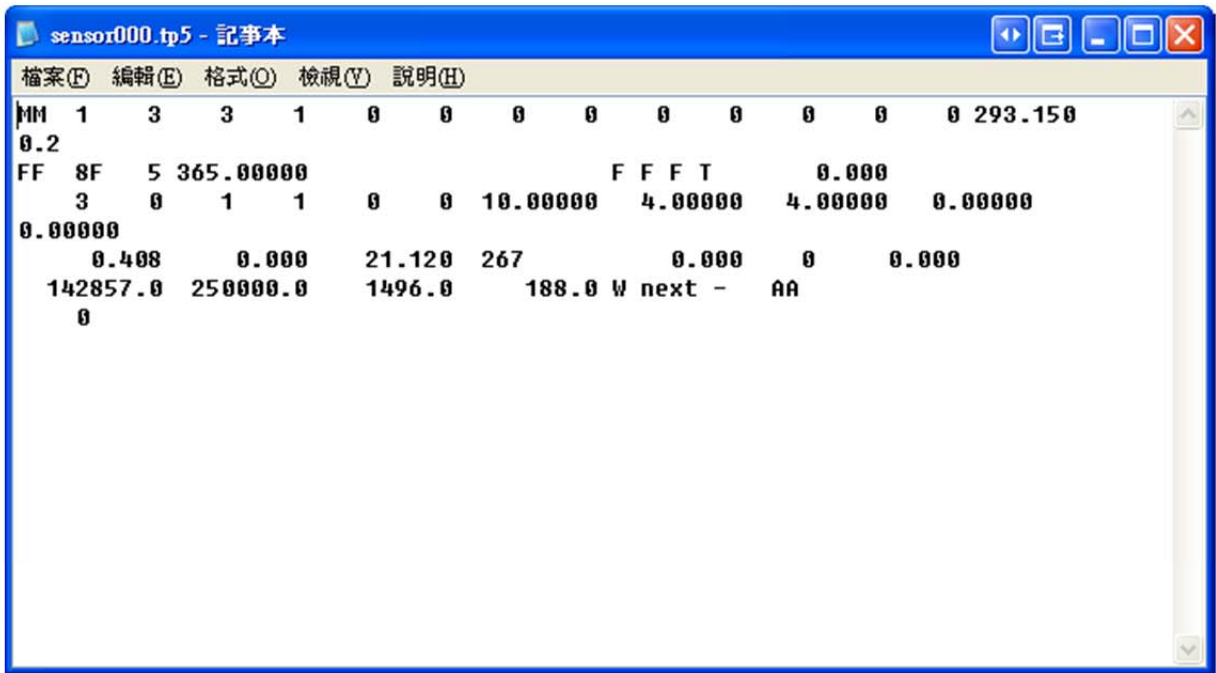 sensor000.tp5 - 記事本
檔案(F) 編輯(E) 格式(O) 檢視(V) 說明(H)
MM 1 3 3 1 0 0 0 0 0 0 0 0 0 293.150
0.2
FF 8F 5 365.00000 F F F T 0.000
3 0 1 1 0 0 10.00000 4.00000 4.00000 0.00000
0.00000
0.408 0.000 21.120 267 0.000 0 0.000
142857.0 250000.0 1496.0 188.0 W next - AA
0